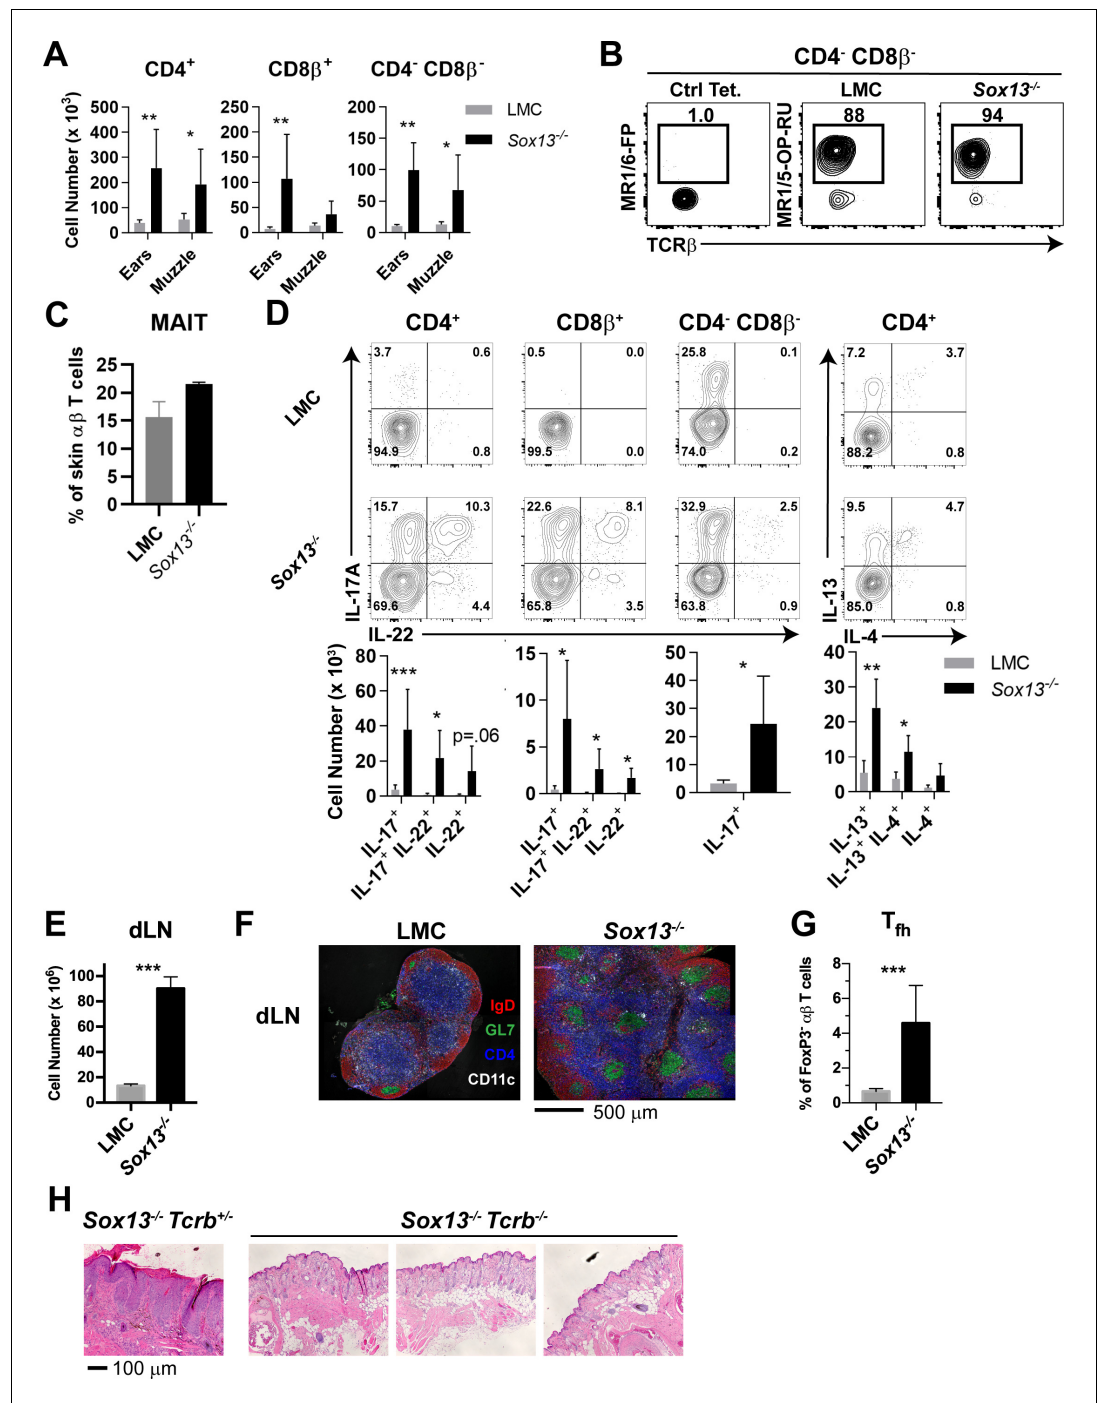 A
CD4+
CD8β+
CD4- CD8β-
LMC
Sox13-/-
Cell Number (x 10³)
500
400
300
200
100
0
**
*
Ears
Muzzle
250
200
150
100
50
0
**
Ears
Muzzle
200
150
100
50
0
**
*
Ears
Muzzle
B
CD4- CD8β-
Ctrl Tet.
LMC
Sox13-/-
1.0
88
94
MR1/6-FP
MR1/5-OP-RU
TCRβ
C
MAIT
% of skin αβ T cells
25
20
15
10
5
0
LMC
Sox13-/-
D
CD4+
CD8β+
CD4- CD8β-
CD4+
LMC
3.7
0.6
94.9
0.8
0.5
0.0
99.5
0.0
25.8
0.1
74.0
0.2
7.2
3.7
88.2
0.8
Sox13-/-
15.7
10.3
69.6
4.4
22.6
8.1
65.8
3.5
32.9
2.5
63.8
0.9
9.5
4.7
85.0
0.8
IL-17A
IL-22
IL-13
IL-4
Cell Number (x 10³)
80
60
40
20
0
***
*
p=.06
IL-17+
IL-17+ IL-22+
IL-22+
15
10
5
0
*
*
*
IL-17+
IL-17+ IL-22+
IL-22+
50
40
30
20
10
0
*
IL-17+
40
30
20
10
0
**
*
IL-13+
IL-13+ IL-4+
IL-4+
LMC
Sox13-/-
E
dLN
Cell Number (x 10⁶)
100
80
60
40
20
0
***
LMC
Sox13-/-
F
LMC
Sox13-/-
dLN
IgD
GL7
CD4
CD11c
500 μm
G
Tfh
% of FoxP3- αβ T cells
8
6
4
2
0
***
LMC
Sox13-/-
H
Sox13-/- Tcrb+/-
Sox13-/- Tcrb-/-
100 μm